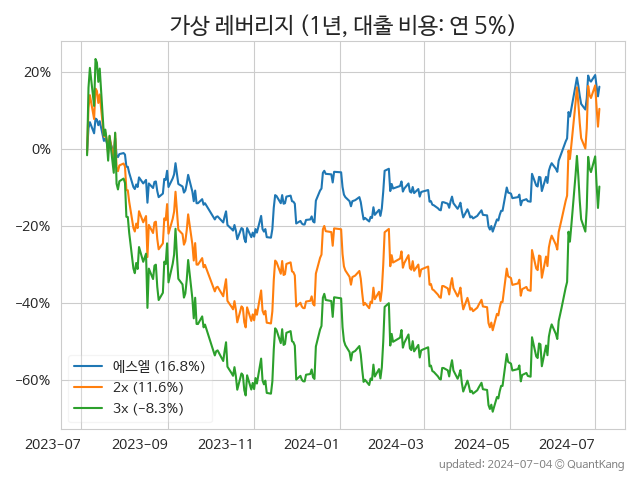 가상 레버리지 (1년, 대출 비용: 연 5%)
20%
0%
−20%
−40%
−60%
에스엘 (16.8%)
2x (11.6%)
3x (-8.3%)
2023-07
2023-09
2023-11
2024-01
2024-03
2024-05
2024-07
updated: 2024-07-04 © QuantKang